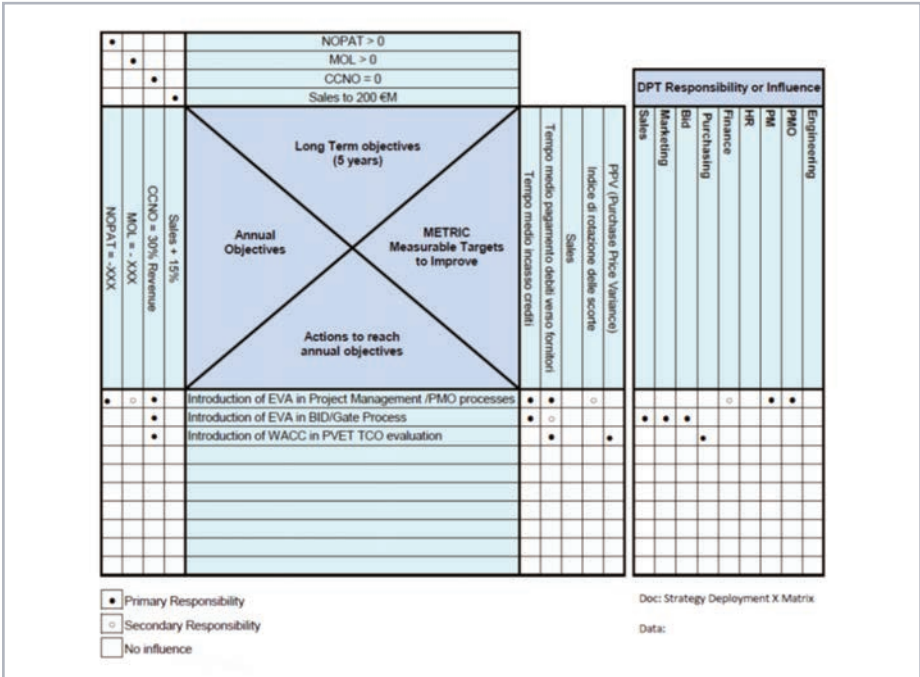 • NOPAT > 0
• MOL > 0
• CCNO = 0
• Sales to 200 €M
DPT Responsibility or Influence
Sales
Marketing
Bid
Purchasing
Finance
HR
PM
PMO
Engineering
Long Term objectives
(5 years)
Annual
Objectives
METRIC
Measurable Targets
to Improve
Actions to reach
annual objectives
NOPAT = -XXX
MOL = - XXX
CCNO = 30% Revenue
Sales + 15%
Tempo medio incasso crediti
Tempo medio pagamento debiti verso fornitori
Sales
Indice di rotazione delle scorte
PPV (Purchase Price Variance)
• ○ • Introduction of EVA in Project Management /PMO processes • • ○ ○ • •
• Introduction of EVA in BID/Gate Process • ○ • • •
• Introduction of WACC in PVET TCO evaluation • • •
• Primary Responsibility
○ Secondary Responsibility
No influence
Doc: Strategy Deployment X Matrix
Data: